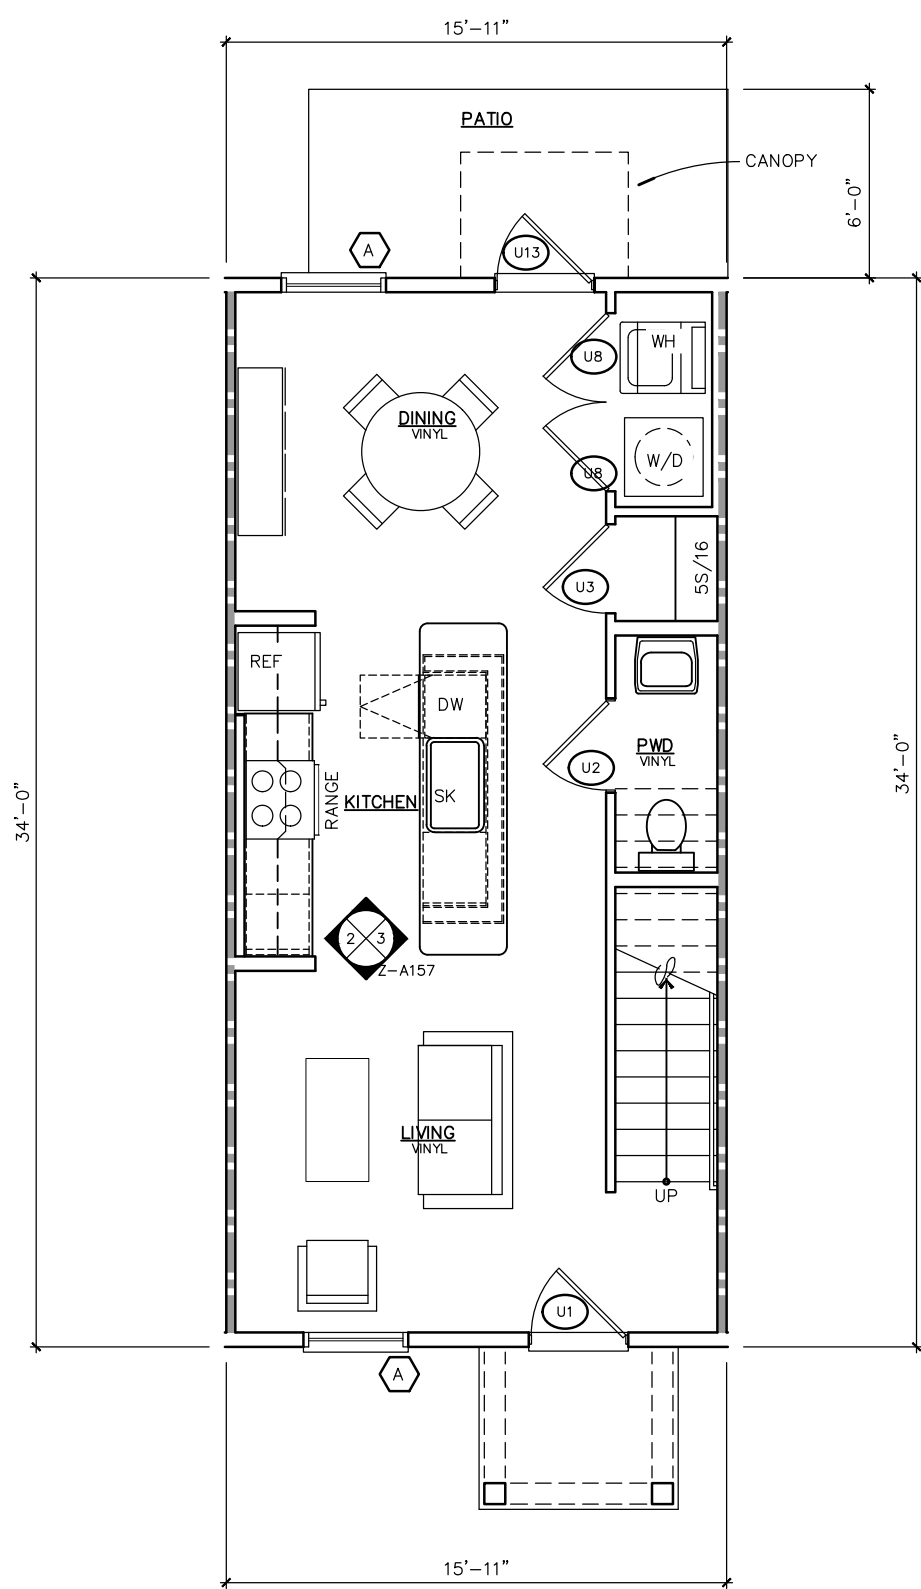 15'-11"
PATIO
CANOPY
6'-0"
A
U13
U8
WH
DINING
VINYL
U8
W/D
U3
5S/16
REF
DW
PWD
VINYL
U2
34'-0"
34'-0"
RANGE
KITCHEN
SK
2
3
Z-A157
LIVING
VINYL
UP
U1
A
15'-11"